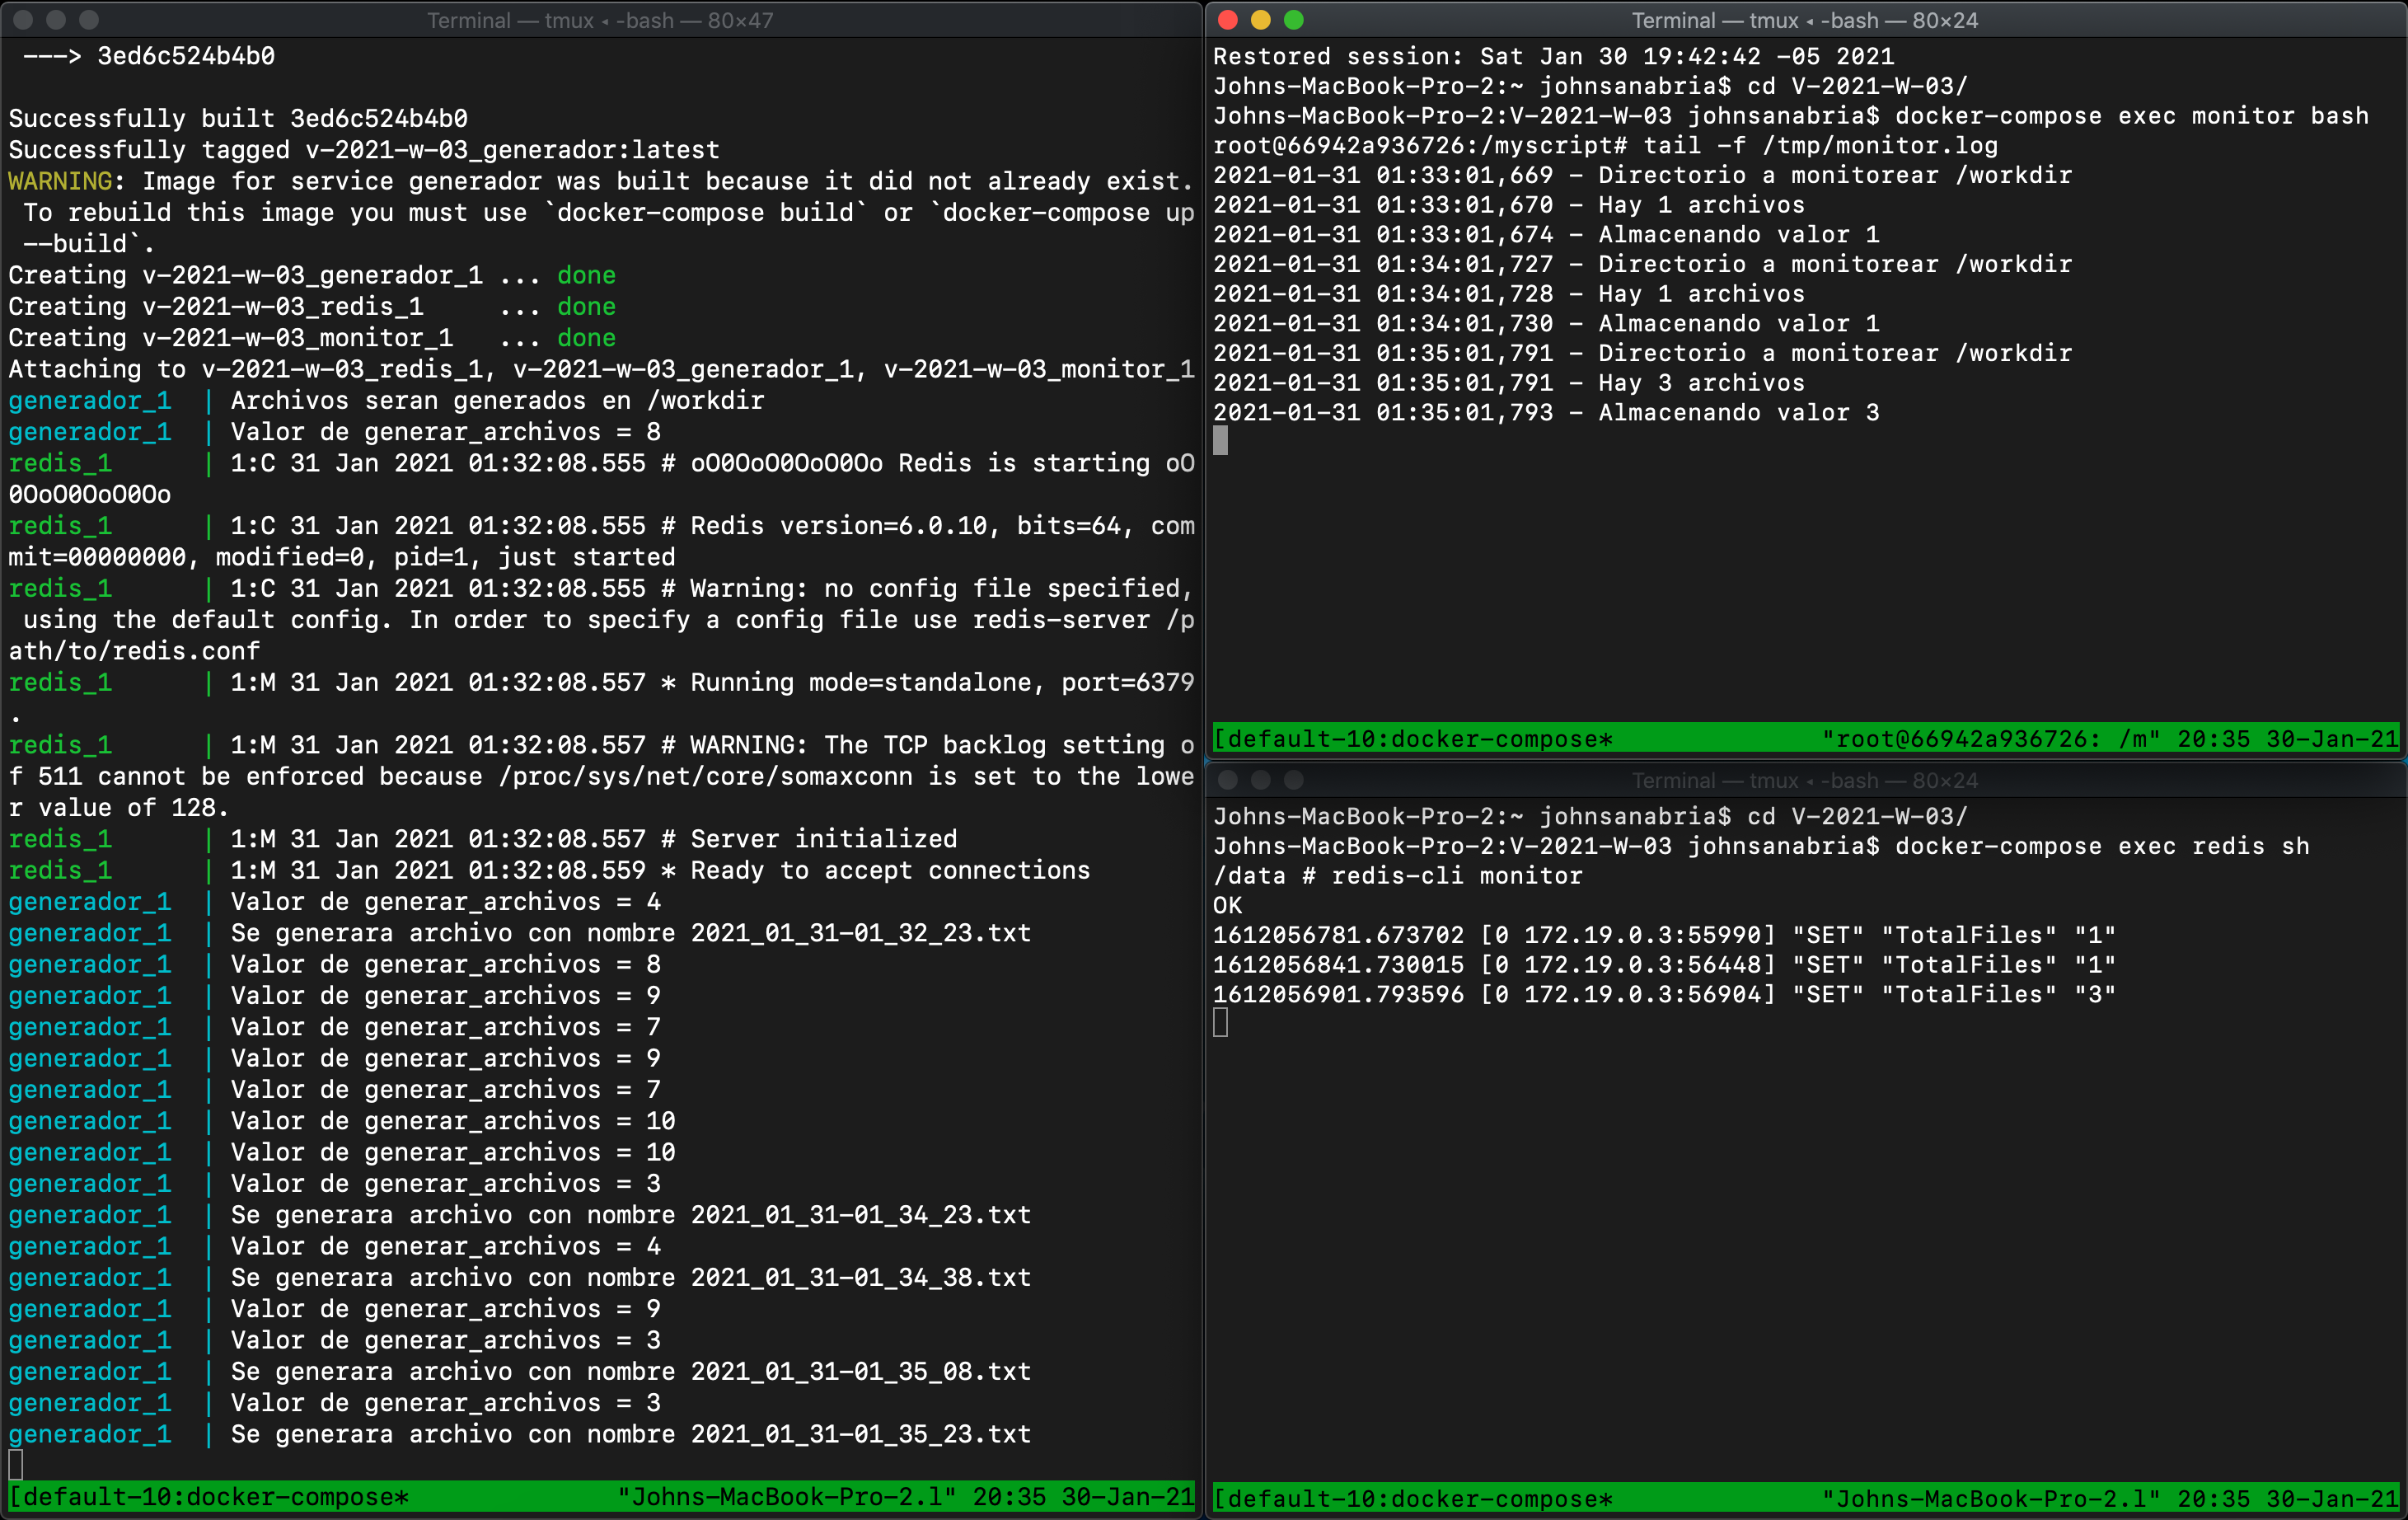 Terminal — tmux ◂ -bash — 80×47
---> 3ed6c524b4b0
Successfully built 3ed6c524b4b0
Successfully tagged v-2021-w-03_generador:latest
WARNING: Image for service generador was built because it did not already exist.
To rebuild this image you must use `docker-compose build` or `docker-compose up
--build`.
Creating v-2021-w-03_generador_1 ... done
Creating v-2021-w-03_redis_1     ... done
Creating v-2021-w-03_monitor_1   ... done
Attaching to v-2021-w-03_redis_1, v-2021-w-03_generador_1, v-2021-w-03_monitor_1
generador_1  | Archivos seran generados en /workdir
generador_1  | Valor de generar_archivos = 8
redis_1      | 1:C 31 Jan 2021 01:32:08.555 # oO0OoO0OoO0Oo Redis is starting oO
0OoO0OoO0Oo
redis_1      | 1:C 31 Jan 2021 01:32:08.555 # Redis version=6.0.10, bits=64, com
mit=00000000, modified=0, pid=1, just started
redis_1      | 1:C 31 Jan 2021 01:32:08.555 # Warning: no config file specified,
using the default config. In order to specify a config file use redis-server /p
ath/to/redis.conf
redis_1      | 1:M 31 Jan 2021 01:32:08.557 * Running mode=standalone, port=6379
.
redis_1      | 1:M 31 Jan 2021 01:32:08.557 # WARNING: The TCP backlog setting o
f 511 cannot be enforced because /proc/sys/net/core/somaxconn is set to the lowe
r value of 128.
redis_1      | 1:M 31 Jan 2021 01:32:08.557 # Server initialized
redis_1      | 1:M 31 Jan 2021 01:32:08.559 * Ready to accept connections
generador_1  | Valor de generar_archivos = 4
generador_1  | Se generara archivo con nombre 2021_01_31-01_32_23.txt
generador_1  | Valor de generar_archivos = 8
generador_1  | Valor de generar_archivos = 9
generador_1  | Valor de generar_archivos = 7
generador_1  | Valor de generar_archivos = 9
generador_1  | Valor de generar_archivos = 7
generador_1  | Valor de generar_archivos = 10
generador_1  | Valor de generar_archivos = 10
generador_1  | Valor de generar_archivos = 3
generador_1  | Se generara archivo con nombre 2021_01_31-01_34_23.txt
generador_1  | Valor de generar_archivos = 4
generador_1  | Se generara archivo con nombre 2021_01_31-01_34_38.txt
generador_1  | Valor de generar_archivos = 9
generador_1  | Valor de generar_archivos = 3
generador_1  | Se generara archivo con nombre 2021_01_31-01_35_08.txt
generador_1  | Valor de generar_archivos = 3
generador_1  | Se generara archivo con nombre 2021_01_31-01_35_23.txt
[default-10:docker-compose* "Johns-MacBook-Pro-2.l" 20:35 30-Jan-21
Terminal — tmux ◂ -bash — 80×24
Restored session: Sat Jan 30 19:42:42 -05 2021
Johns-MacBook-Pro-2:~ johnsanabria$ cd V-2021-W-03/
Johns-MacBook-Pro-2:V-2021-W-03 johnsanabria$ docker-compose exec monitor bash
root@66942a936726:/myscript# tail -f /tmp/monitor.log
2021-01-31 01:33:01,669 - Directorio a monitorear /workdir
2021-01-31 01:33:01,670 - Hay 1 archivos
2021-01-31 01:33:01,674 - Almacenando valor 1
2021-01-31 01:34:01,727 - Directorio a monitorear /workdir
2021-01-31 01:34:01,728 - Hay 1 archivos
2021-01-31 01:34:01,730 - Almacenando valor 1
2021-01-31 01:35:01,791 - Directorio a monitorear /workdir
2021-01-31 01:35:01,791 - Hay 3 archivos
2021-01-31 01:35:01,793 - Almacenando valor 3
[default-10:docker-compose* "root@66942a936726: /m" 20:35 30-Jan-21
Terminal — tmux ◂ -bash — 80×24
Johns-MacBook-Pro-2:~ johnsanabria$ cd V-2021-W-03/
Johns-MacBook-Pro-2:V-2021-W-03 johnsanabria$ docker-compose exec redis sh
/data # redis-cli monitor
OK
1612056781.673702 [0 172.19.0.3:55990] "SET" "TotalFiles" "1"
1612056841.730015 [0 172.19.0.3:56448] "SET" "TotalFiles" "1"
1612056901.793596 [0 172.19.0.3:56904] "SET" "TotalFiles" "3"
[default-10:docker-compose* "Johns-MacBook-Pro-2.l" 20:35 30-Jan-21